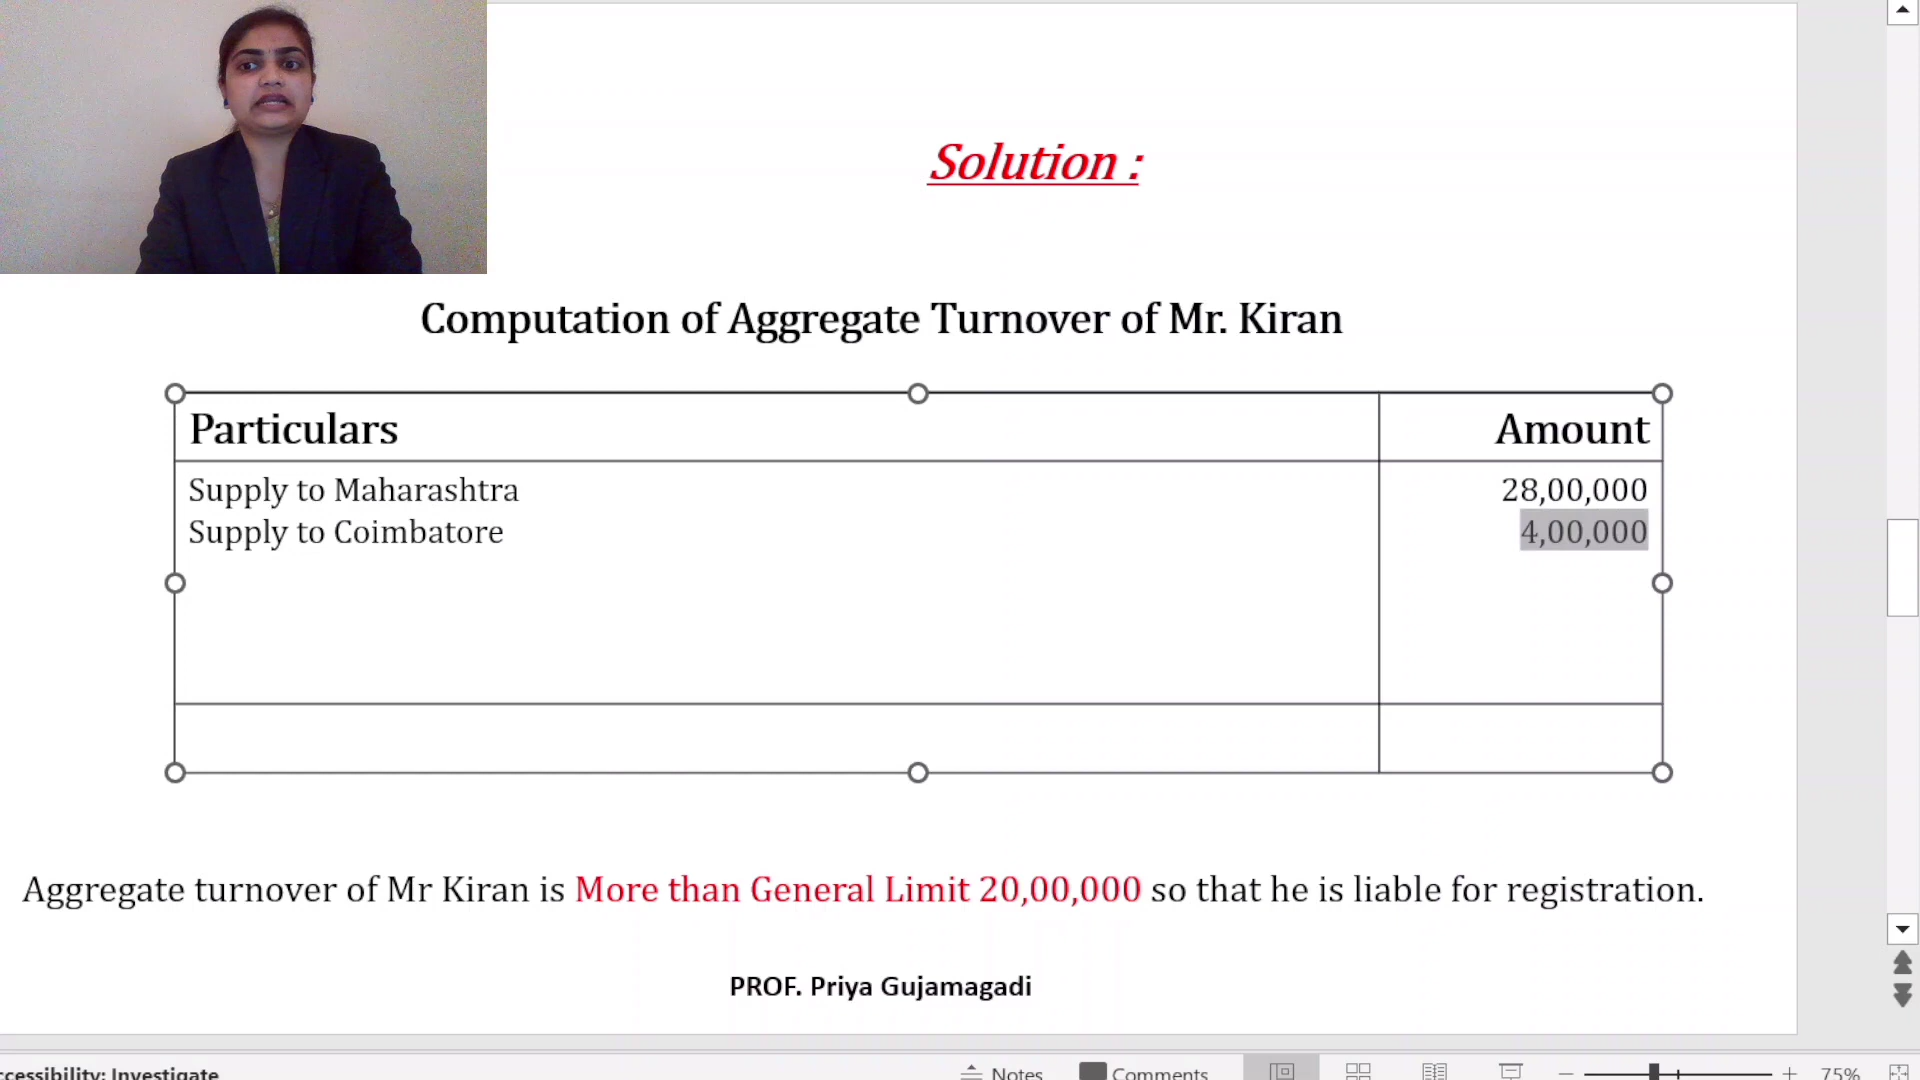 Solution :
Computation of Aggregate Turnover of Mr. Kiran
Particulars Amount
Supply to Maharashtra 28,00,000
Supply to Coimbatore 4,00,000
Aggregate turnover of Mr Kiran is More than General Limit 20,00,000 so that he is liable for registration.
PROF. Priya Gujamagadi
ccessibility: Investigate Notes Comments 75%